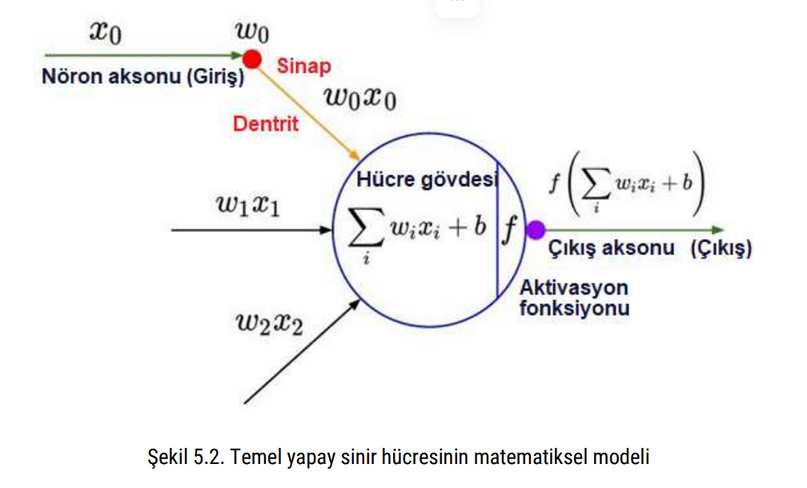 x₀ w₀
Nöron aksonu (Giriş)
Sinap
w₀x₀
Dentrit
w₁x₁
w₂x₂
Hücre gövdesi
∑ᵢ wᵢxᵢ + b f
f(∑ᵢ wᵢxᵢ + b)
Çıkış aksonu (Çıkış)
Aktivasyon
fonksiyonu
Şekil 5.2. Temel yapay sinir hücresinin matematiksel modeli